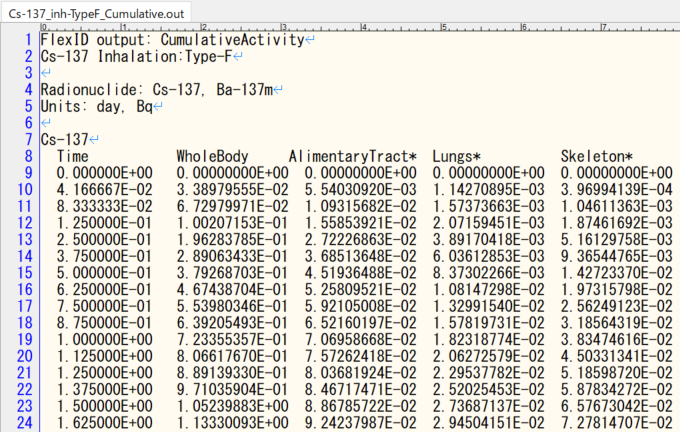 Cs-137_inh-TypeF_Cumulative.out
0 1 2 3 4 5 6 7
1 FlexID output: CumulativeActivity↵
2 Cs-137 Inhalation:Type-F↵
3 ↵
4 Radionuclide: Cs-137, Ba-137m↵
5 Units: day, Bq↵
6 ↵
7 Cs-137↵
8 Time WholeBody AlimentaryTract* Lungs* Skeleton*
9 0.000000E+00 0.00000000E+00 0.00000000E+00 0.00000000E+00 0.00000000E+00
10 4.166667E-02 3.38979555E-02 5.54030920E-03 1.14270895E-03 3.96994139E-04
11 8.333333E-02 6.72979971E-02 1.09315682E-02 1.57373663E-03 1.04611363E-03
12 1.250000E-01 1.00207153E-01 1.55853921E-02 2.07159451E-03 1.87461692E-03
13 2.500000E-01 1.96283785E-01 2.72226863E-02 3.89170418E-03 5.16129758E-03
14 3.750000E-01 2.89063433E-01 3.68513648E-02 6.03612853E-03 9.36544765E-03
15 5.000000E-01 3.79268703E-01 4.51936488E-02 8.37302266E-03 1.42723370E-02
16 6.250000E-01 4.67438704E-01 5.25809521E-02 1.08147298E-02 1.97315798E-02
17 7.500000E-01 5.53980346E-01 5.92105008E-02 1.32991540E-02 2.56249123E-02
18 8.750000E-01 6.39205493E-01 6.52160197E-02 1.57819731E-02 3.18564319E-02
19 1.000000E+00 7.23355357E-01 7.06958668E-02 1.82318774E-02 3.83474616E-02
20 1.125000E+00 8.06617670E-01 7.57262418E-02 2.06272579E-02 4.50331341E-02
21 1.250000E+00 8.89139330E-01 8.03681924E-02 2.29537782E-02 5.18598720E-02
22 1.375000E+00 9.71035904E-01 8.46717471E-02 2.52025453E-02 5.87834272E-02
23 1.500000E+00 1.05239883E+00 8.86785722E-02 2.73687137E-02 6.57673042E-02
24 1.625000E+00 1.13330093E+00 9.24237987E-02 2.94504151E-02 7.27814707E-02